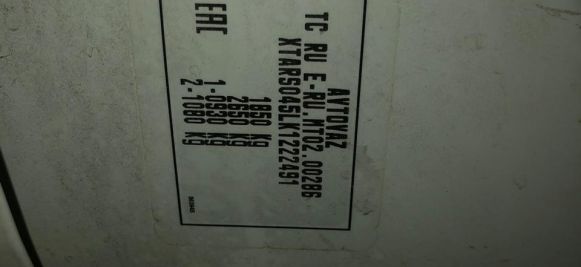 AVTOVAZ
TC RU E-RU.MT02.00286
XTARS045LK1222491
1850 kg
2650 kg
1-0930 kg
2-1080 kg
EAC